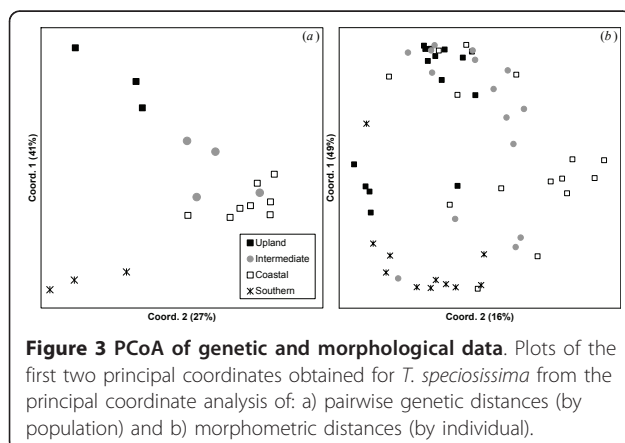 (a)
(b)
Coord. 1 (41%)
Coord. 1 (49%)
Upland
Intermediate
Coastal
Southern
Coord. 2 (27%)
Coord. 2 (16%)
Figure 3 PCoA of genetic and morphological data. Plots of the
first two principal coordinates obtained for T. speciosissima from the
principal coordinate analysis of: a) pairwise genetic distances (by
population) and b) morphometric distances (by individual).